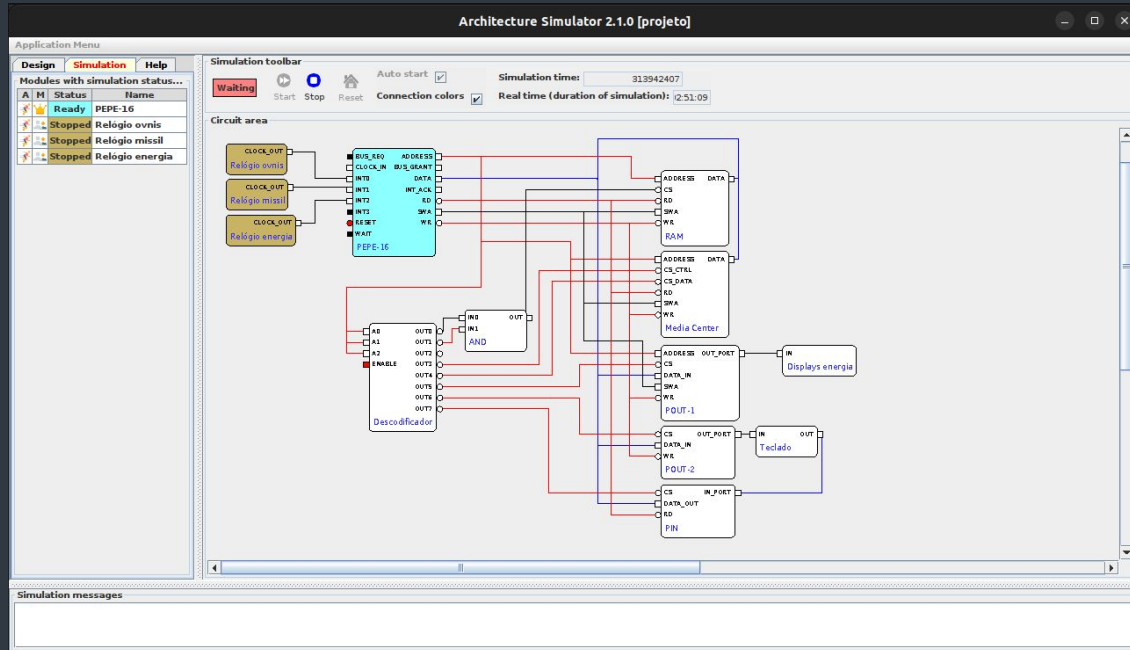 Architecture Simulator 2.1.0 [projeto]
Application Menu
Design Simulation Help
Modules with simulation status...
A M Status Name
Ready PEPE-16
Stopped Relógio ovnis
Stopped Relógio missil
Stopped Relógio energia
Simulation toolbar
Waiting
Start Stop Reset
Auto start
Connection colors
Simulation time: 313942407
Real time (duration of simulation): 02:51:09
Circuit area
CLOCK_OUT
Relógio ovnis
CLOCK_OUT
Relógio missil
CLOCK_OUT
Relógio energia
BUS_REQ ADDRESS
CLOCK_IN BUS_GRANT
INT0 DATA
INT1 INT_ACK
INT2 RD
INT3 SWA
RESET WR
WAIT
PEPE-16
ADDRESS DATA
CS
RD
SWA
WR
RAM
ADDRESS DATA
CS_CTRL
CS_DATA
RD
SWA
WR
Media Center
A0 OUT0
A1 OUT1
A2 OUT2
ENABLE OUT3
OUT4
OUT5
OUT6
OUT7
Descodificador
IN0 OUT
IN1
AND
ADDRESS OUT_PORT
CS
DATA_IN
SWA
WR
POUT-1
IN
Displays energia
CS OUT_PORT
DATA_IN
WR
POUT-2
IN OUT
Teclado
CS IN_PORT
DATA_OUT
RD
PIN
Simulation messages